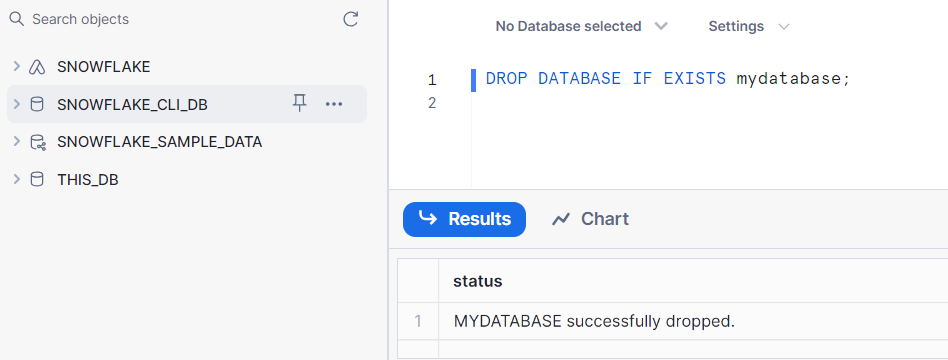 Search objects
SNOWFLAKE
SNOWFLAKE_CLI_DB
SNOWFLAKE_SAMPLE_DATA
THIS_DB
No Database selected
Settings
1 DROP DATABASE IF EXISTS mydatabase;
2
Results
Chart
status
1 MYDATABASE successfully dropped.